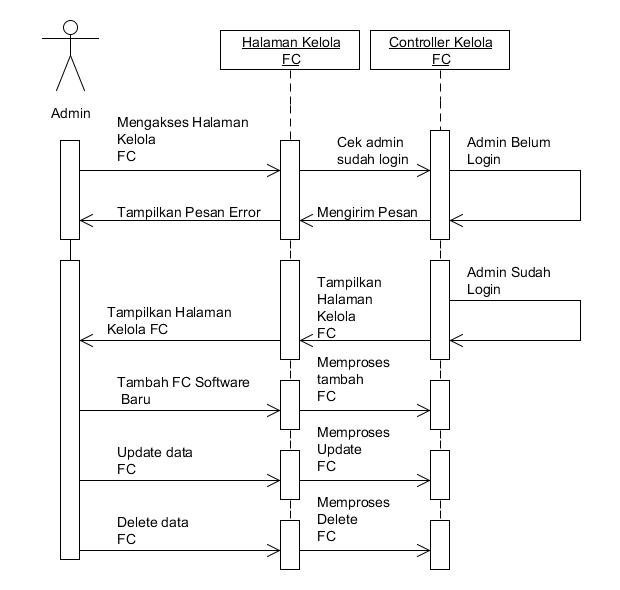 Halaman Kelola
FC
Controller Kelola
FC
Admin
Mengakses Halaman
Kelola
FC
Cek admin
sudah login
Admin Belum
Login
Tampilkan Pesan Error
Mengirim Pesan
Admin Sudah
Login
Tampilkan
Halaman
Kelola
FC
Tampilkan Halaman
Kelola FC
Memproses
tambah
FC
Tambah FC Software
Baru
Memproses
Update
FC
Update data
FC
Memproses
Delete
FC
Delete data
FC